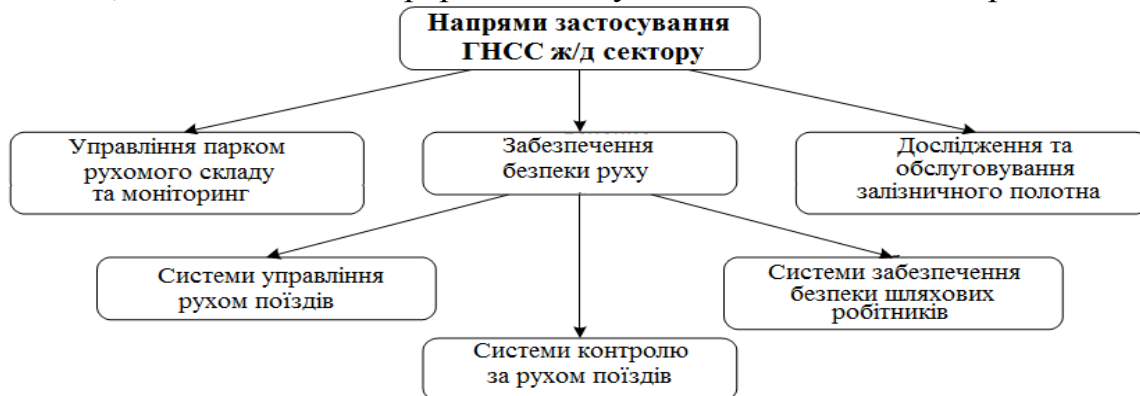 Напрями застосування
ГНСС ж/д сектору
Управління парком
рухомого складу
та моніторинг
Забезпечення
безпеки руху
Дослідження та
обслуговування
залізничного полотна
Системи управління
рухом поїздів
Системи забезпечення
безпеки шляхових
робітників
Системи контролю
за рухом поїздів